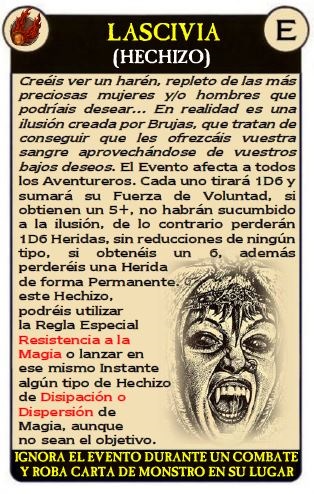 LASCIVIA
E
(HECHIZO)
Creéis ver un harén, repleto de las más
preciosas mujeres y/o hombres que
podríais desear... En realidad es una
ilusión creada por Brujas, que tratan de
conseguir que les ofrezcáis vuestra
sangre aprovechándose de vuestros
bajos deseos. El Evento afecta a todos
los Aventureros. Cada uno tirará 1D6 y
sumará su Fuerza de Voluntad, si
obtienen un 5+, no habrán sucumbido
a la ilusión, de lo contrario perderán
1D6 Heridas, sin reducciones de ningún
tipo, si obtenéis un 6, además
perderéis una Herida
de forma Permanente.
este Hechizo,
podréis utilizar
la Regla Especial
Resistencia a la
Magia o lanzar en
ese mismo Instante
algún tipo de Hechizo
de Disipación o
Dispersión de
Magia, aunque
no sean el objetivo.
IGNORA EL EVENTO DURANTE UN COMBATE
Y ROBA CARTA DE MONSTRO EN SU LUGAR